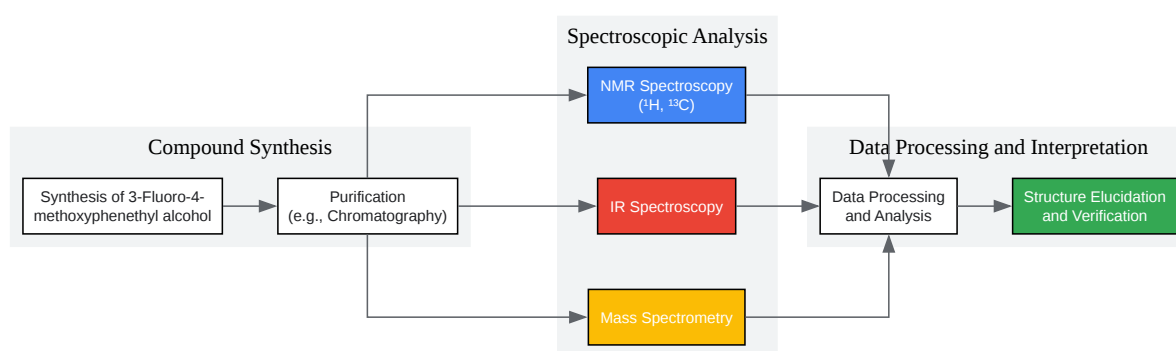 Spectroscopic Analysis
NMR Spectroscopy
(¹H, ¹³C)
Compound Synthesis
Data Processing and Interpretation
Synthesis of 3-Fluoro-4-
methoxyphenethyl alcohol
Purification
(e.g., Chromatography)
IR Spectroscopy
Data Processing
and Analysis
Structure Elucidation
and Verification
Mass Spectrometry